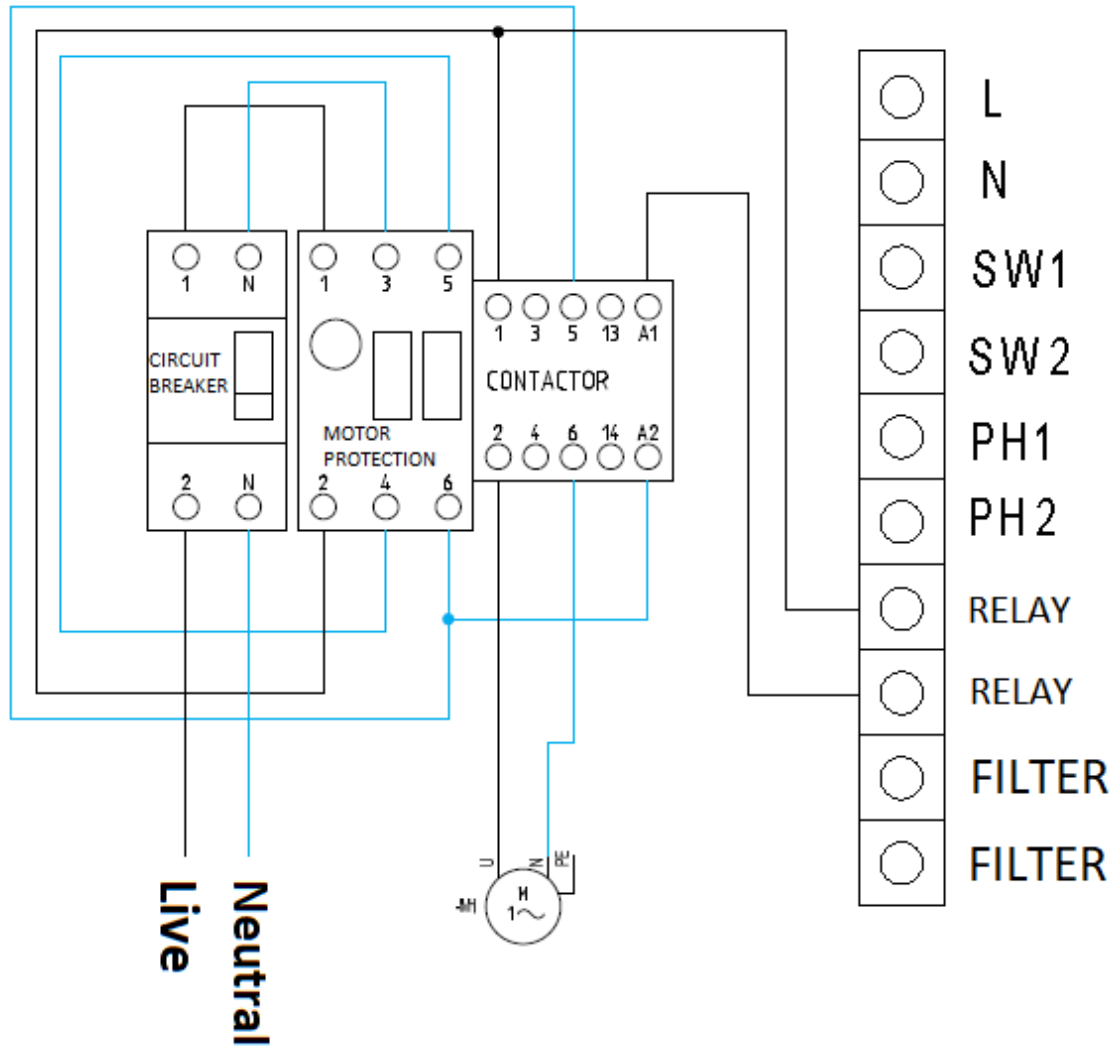 L
N
SW1
SW2
PH1
PH2
RELAY
RELAY
FILTER
FILTER
1 N
CIRCUIT
BREAKER
2 N
1 3 5
MOTOR
PROTECTION
2 4 6
1 3 5 13 A1
CONTACTOR
2 4 6 14 A2
Live
Neutral
U N PE
M
1~